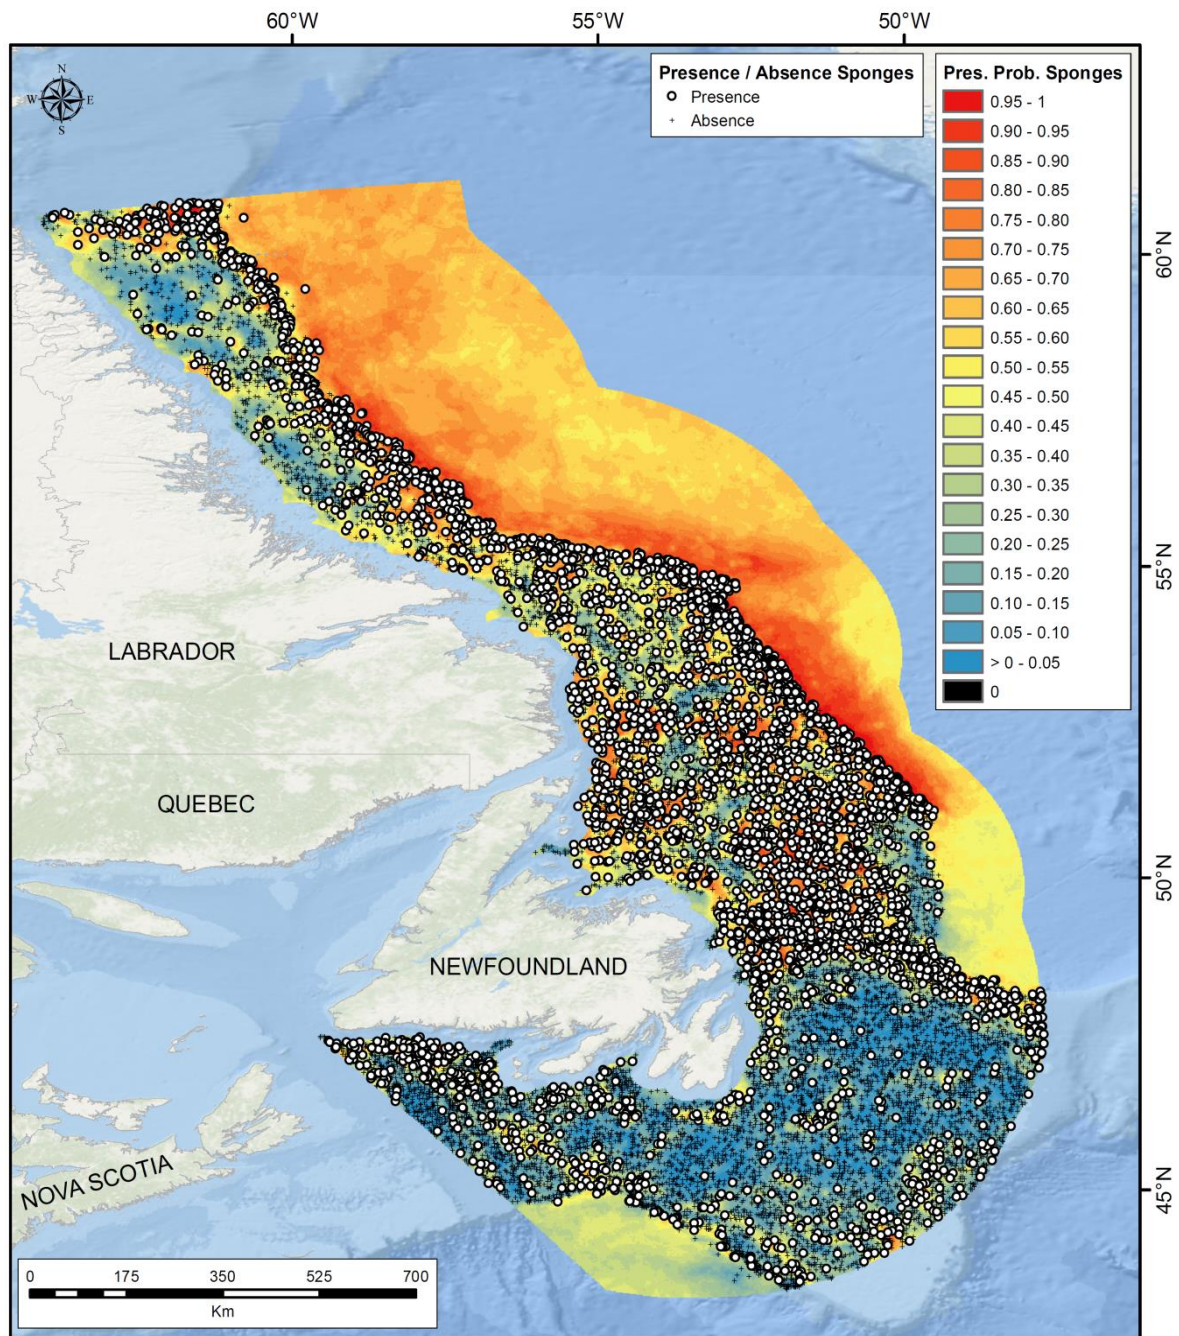 60°W
55°W
50°W
N
W
E
S
Presence / Absence Sponges
Presence
Absence
Pres. Prob. Sponges
0.95 - 1
0.90 - 0.95
0.85 - 0.90
0.80 - 0.85
0.75 - 0.80
0.70 - 0.75
0.65 - 0.70
0.60 - 0.65
0.55 - 0.60
0.50 - 0.55
0.45 - 0.50
0.40 - 0.45
0.35 - 0.40
0.30 - 0.35
0.25 - 0.30
0.20 - 0.25
0.15 - 0.20
0.10 - 0.15
0.05 - 0.10
> 0 - 0.05
0
60°N
55°N
50°N
45°N
LABRADOR
QUEBEC
NEWFOUNDLAND
NOVA SCOTIA
0 175 350 525 700
Km